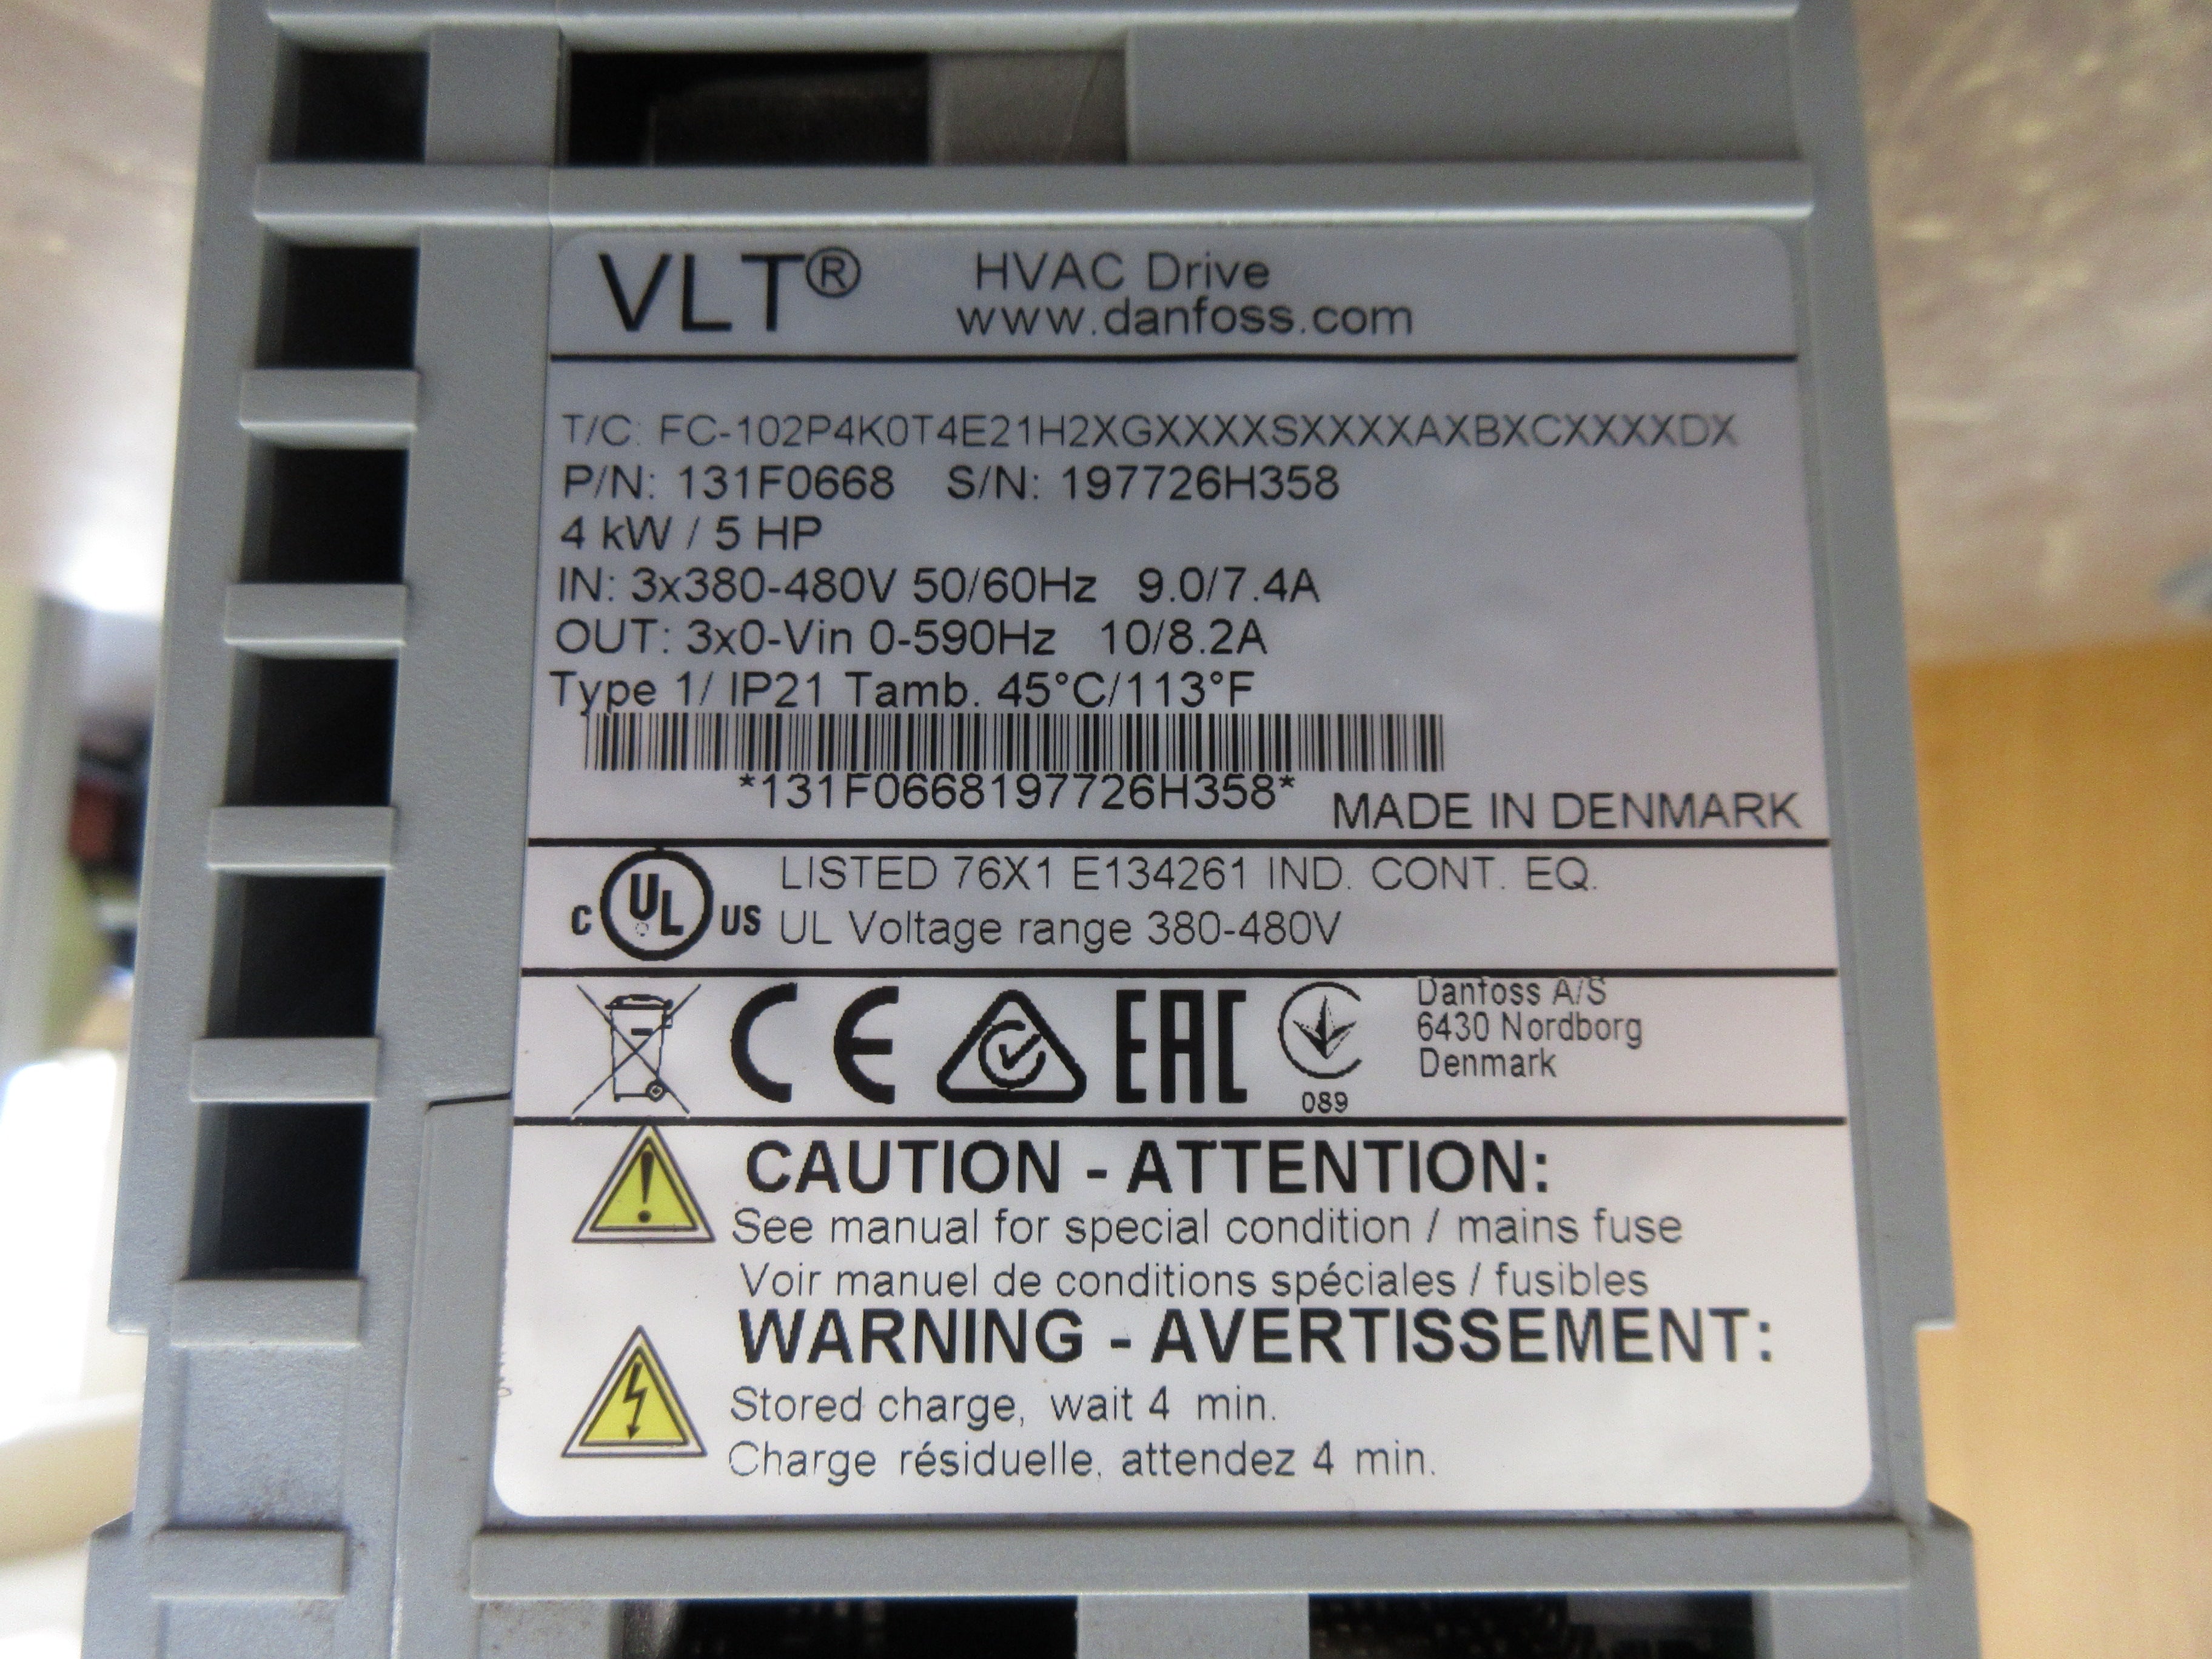 VLT® HVAC Drive
www.danfoss.com
T/C: FC-102P4K0T4E21H2XGXXXXSXXXXAXBXCXXXXDX
P/N: 131F0668 S/N: 197726H358
4 kW / 5 HP
IN: 3x380-480V 50/60Hz 9.0/7.4A
OUT: 3x0-Vin 0-590Hz 10/8.2A
Type 1/ IP21 Tamb. 45°C/113°F
*131F0668197726H358*
MADE IN DENMARK
C UL US LISTED 76X1 E134261 IND. CONT. EQ.
UL Voltage range 380-480V
CE EAC 089
Danfoss A/S
6430 Nordborg
Denmark
CAUTION - ATTENTION:
See manual for special condition / mains fuse
Voir manuel de conditions spéciales / fusibles
WARNING - AVERTISSEMENT:
Stored charge, wait 4 min.
Charge résiduelle, attendez 4 min.